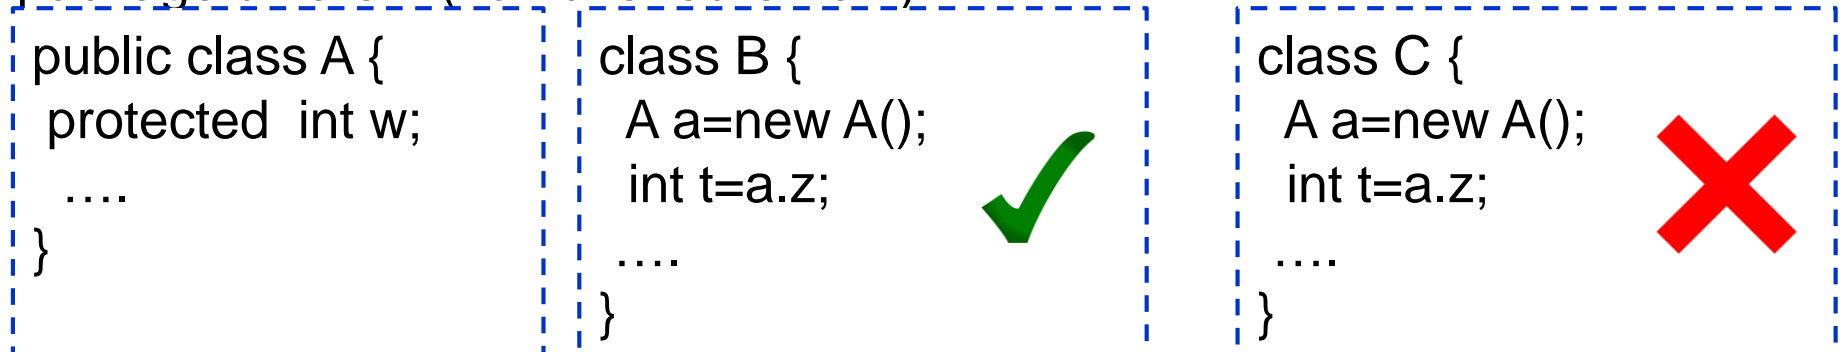 public class A {
protected int w;
….
}
class B {
A a=new A();
int t=a.z;
….
}
class C {
A a=new A();
int t=a.z;
….
}